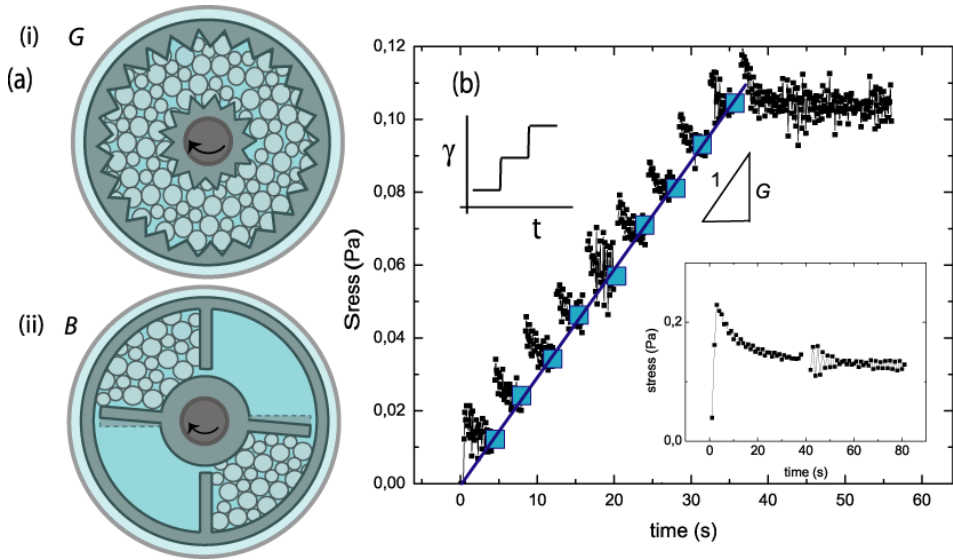 (i) G
(a)
(ii) B
(b)
Sress (Pa)
0,12
0,10
0,08
0,06
0,04
0,02
0,00
0 10 20 30 40 50 60
time (s)
γ
t
1
G
stress (Pa)
0,2
0,0
0 20 40 60 80
time (s)